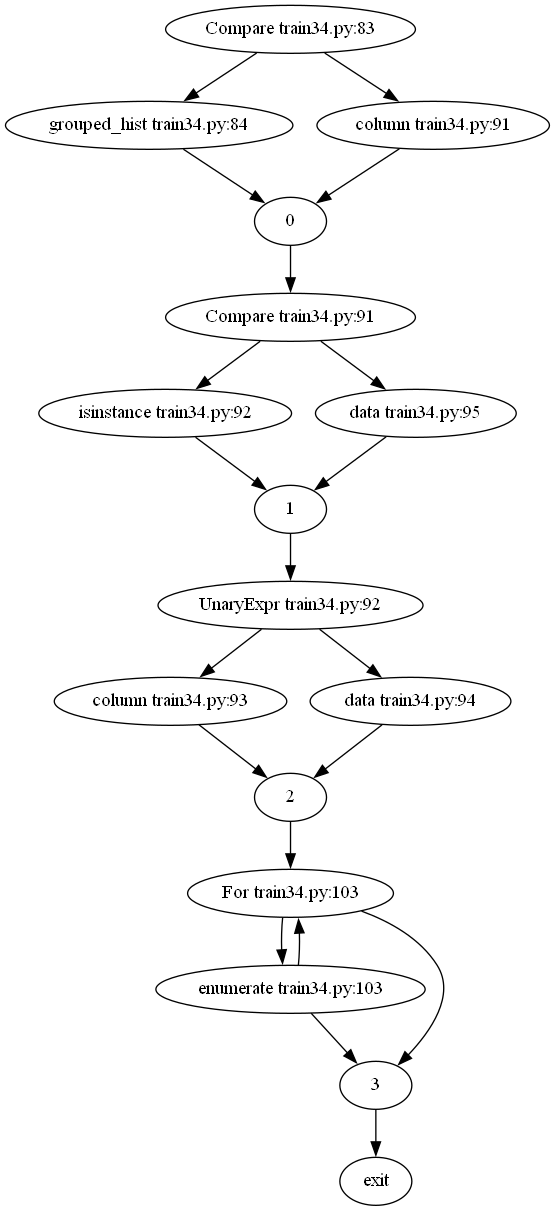 Compare train34.py:83
grouped_hist train34.py:84
column train34.py:91
0
Compare train34.py:91
isinstance train34.py:92
data train34.py:95
1
UnaryExpr train34.py:92
column train34.py:93
data train34.py:94
2
For train34.py:103
enumerate train34.py:103
3
exit